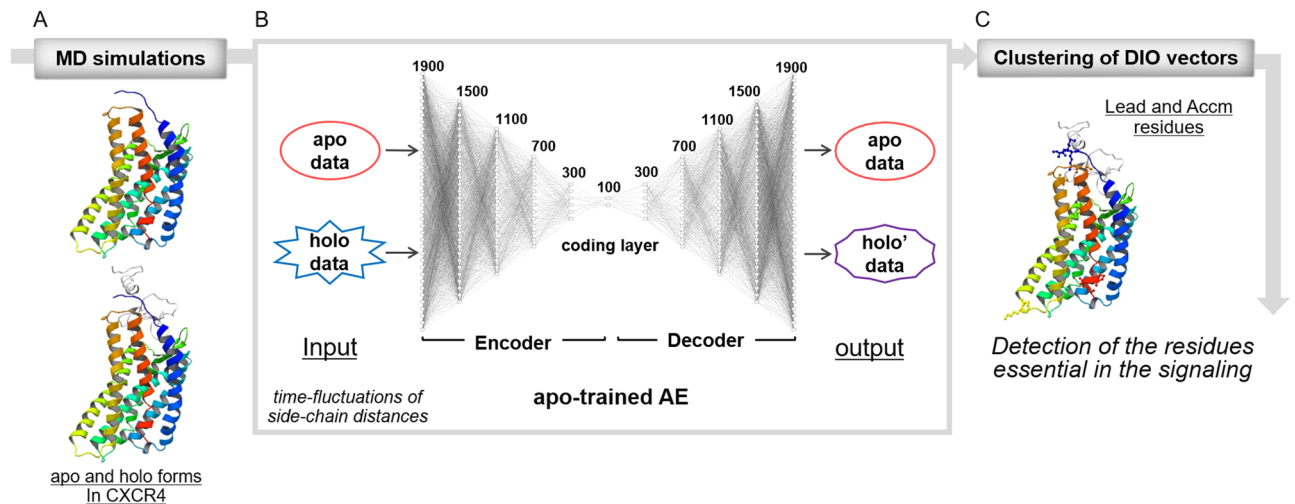 A
MD simulations
apo and holo forms
In CXCR4
B
1900
1500
1100
700
300
100
300
700
1100
1500
1900
apo
data
holo
data
apo
data
holo’
data
coding layer
Input
Encoder
Decoder
output
time-fluctuations of
side-chain distances
apo-trained AE
C
Clustering of DIO vectors
Lead and Accm
residues
Detection of the residues
essential in the signaling